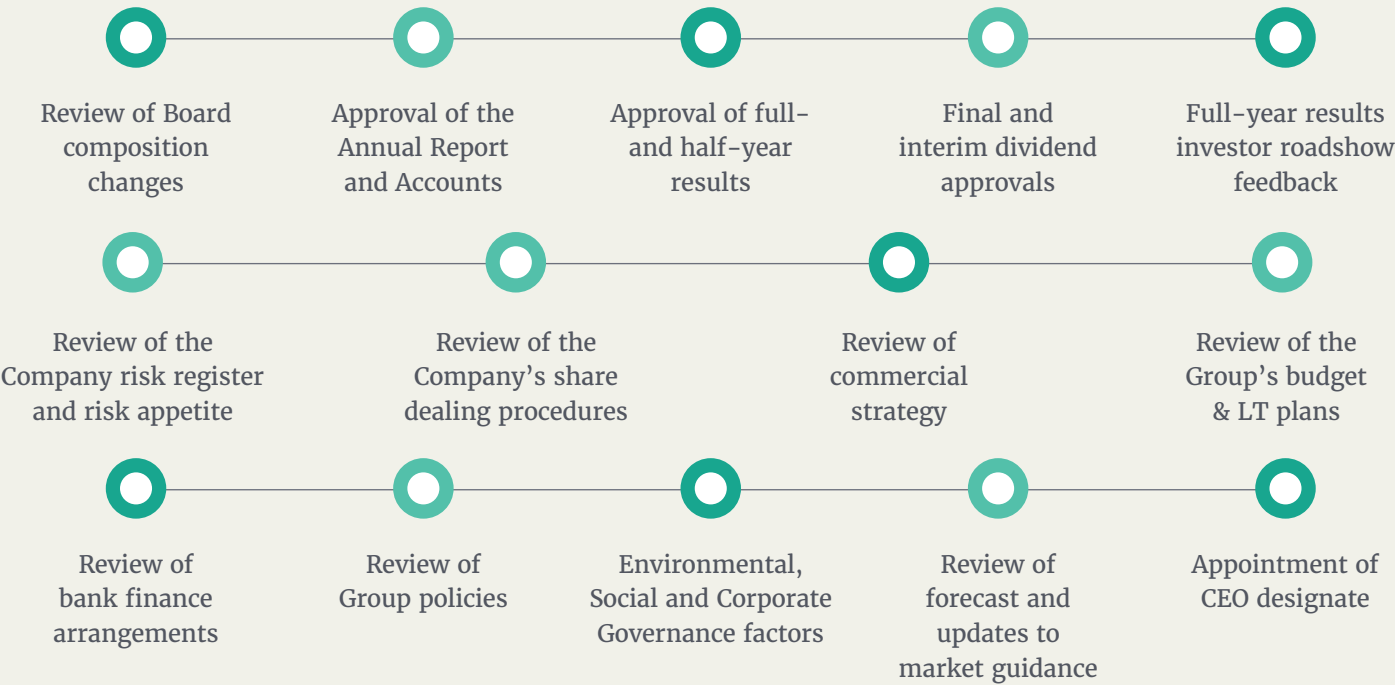 Review of Board
composition
changes
Approval of the
Annual Report
and Accounts
Approval of full-
and half-year
results
Final and
interim dividend
approvals
Full-year results
investor roadshow
feedback
Review of the
Company risk register
and risk appetite
Review of the
Company’s share
dealing procedures
Review of
commercial
strategy
Review of the
Group’s budget
& LT plans
Review of
bank finance
arrangements
Review of
Group policies
Environmental,
Social and Corporate
Governance factors
Review of
forecast and
updates to
market guidance
Appointment of
CEO designate